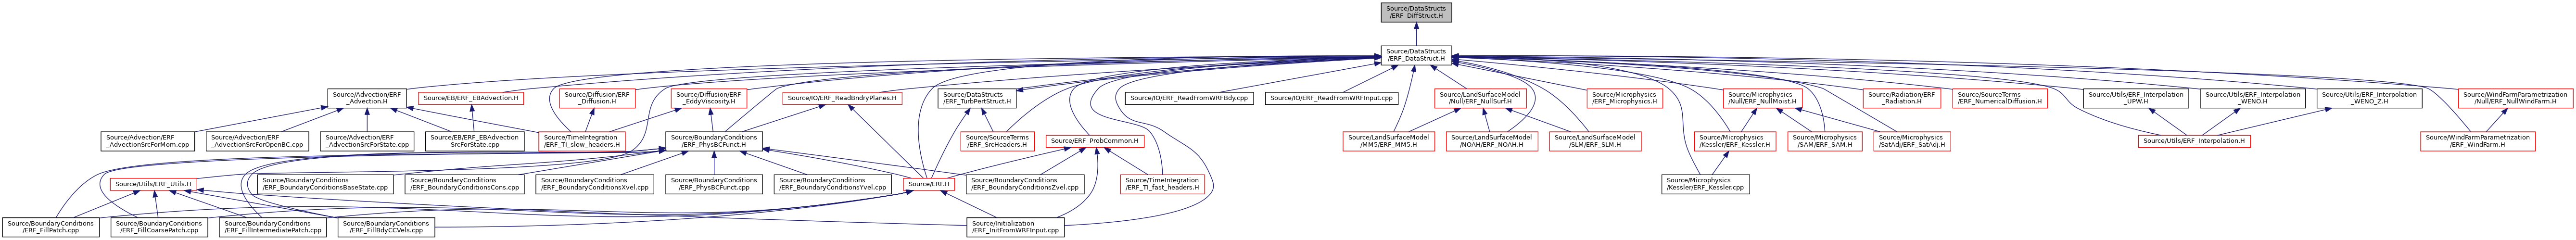 Source/DataStructs
/ERF_DiffStruct.H
Source/DataStructs
/ERF_DataStruct.H
Source/Advection/ERF
_Advection.H
Source/EB/ERF_EBAdvection.H
Source/Diffusion/ERF
_Diffusion.H
Source/Diffusion/ERF
_EddyViscosity.H
Source/IO/ERF_ReadBndryPlanes.H
Source/DataStructs
/ERF_TurbPertStruct.H
Source/IO/ERF_ReadFromWRFBdy.cpp
Source/IO/ERF_ReadFromWRFInput.cpp
Source/LandSurfaceModel
/Null/ERF_NullSurf.H
Source/Microphysics
/ERF_Microphysics.H
Source/Microphysics
/Null/ERF_NullMoist.H
Source/Radiation/ERF
_Radiation.H
Source/SourceTerms
/ERF_NumericalDiffusion.H
Source/Utils/ERF_Interpolation
_UPW.H
Source/Utils/ERF_Interpolation
_WENO.H
Source/Utils/ERF_Interpolation
_WENO_Z.H
Source/WindFarmParametrization
/Null/ERF_NullWindFarm.H
Source/Advection/ERF
_AdvectionSrcForMom.cpp
Source/Advection/ERF
_AdvectionSrcForOpenBC.cpp
Source/Advection/ERF
_AdvectionSrcForState.cpp
Source/EB/ERF_EBAdvection
SrcForState.cpp
Source/TimeIntegration
/ERF_TI_slow_headers.H
Source/BoundaryConditions
/ERF_PhysBCFunct.H
Source/SourceTerms
/ERF_SrcHeaders.H
Source/ERF_ProbCommon.H
Source/LandSurfaceModel
/MM5/ERF_MM5.H
Source/LandSurfaceModel
/NOAH/ERF_NOAH.H
Source/LandSurfaceModel
/SLM/ERF_SLM.H
Source/Microphysics
/Kessler/ERF_Kessler.H
Source/Microphysics
/SAM/ERF_SAM.H
Source/Microphysics
/SatAdj/ERF_SatAdj.H
Source/Utils/ERF_Interpolation.H
Source/WindFarmParametrization
/ERF_WindFarm.H
Source/Utils/ERF_Utils.H
Source/BoundaryConditions
/ERF_BoundaryConditionsBaseState.cpp
Source/BoundaryConditions
/ERF_BoundaryConditionsCons.cpp
Source/BoundaryConditions
/ERF_BoundaryConditionsXvel.cpp
Source/BoundaryConditions
/ERF_PhysBCFunct.cpp
Source/BoundaryConditions
/ERF_BoundaryConditionsYvel.cpp
Source/ERF.H
Source/BoundaryConditions
/ERF_BoundaryConditionsZvel.cpp
Source/TimeIntegration
/ERF_TI_fast_headers.H
Source/Microphysics
/Kessler/ERF_Kessler.cpp
Source/BoundaryConditions
/ERF_FillPatch.cpp
Source/BoundaryConditions
/ERF_FillCoarsePatch.cpp
Source/BoundaryConditions
/ERF_FillIntermediatePatch.cpp
Source/BoundaryConditions
/ERF_FillBdyCCVels.cpp
Source/Initialization
/ERF_InitFromWRFInput.cpp